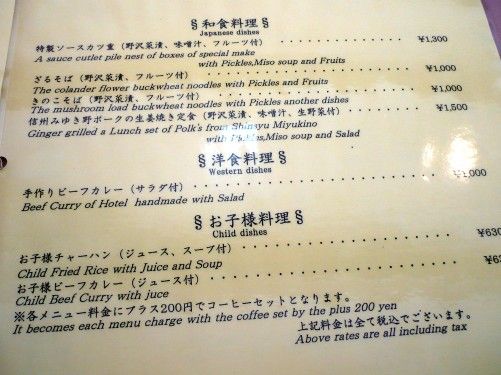 § 和食料理 §
Japanese dishes
特製ソースカツ重（野沢菜漬、味噌汁、フルーツ付） ¥1,300
A sauce cutlet pile nest of boxes of special make
with Pickles,Miso soup and Fruits
ざるそば（野沢菜漬、フルーツ付） ¥1,000
The colander flower buckwheat noodles with Pickles and Fruits
きのこそば（野沢菜漬、フルーツ付） ¥1,000
The mushroom load buckwheat noodles with Pickles another dishes
信州みゆき野ポークの生姜焼き定食（野沢菜漬、味噌汁、生野菜付） ¥1,500
Ginger grilled a Lunch set of Polk's from Shinsyu Miyukino
with Pickles,Miso soup and Salad
§ 洋食料理 §
Western dishes
手作りビーフカレー（サラダ付） ¥1,000
Beef Curry of Hotel handmade with Salad
§ お子様料理 §
Child dishes
お子様チャーハン（ジュース、スープ付） ¥630
Child Fried Rice with Juice and Soup
お子様ビーフカレー（ジュース付） ¥630
Child Beef Curry with juce
※各メニュー料金にプラス200円でコーヒーセットとなります。
It becomes each menu charge with the coffee set by the plus 200 yen
上記料金は全て税込でございます。
Above rates are all including tax